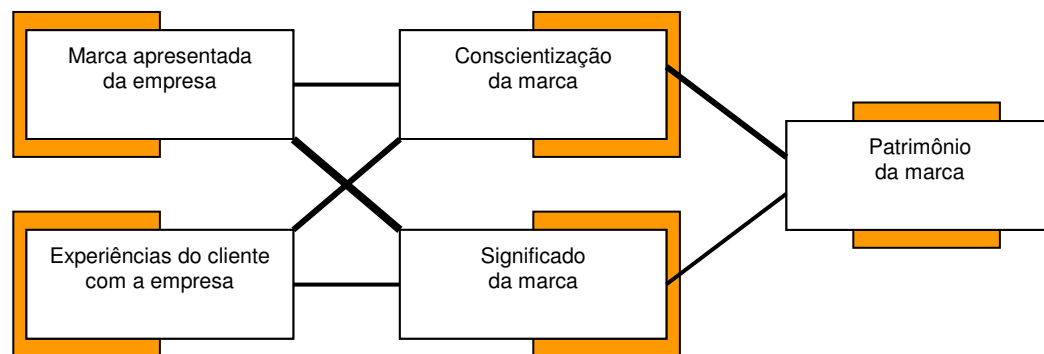 Marca apresentada
da empresa
Conscientização
da marca
Patrimônio
da marca
Experiências do cliente
com a empresa
Significado
da marca